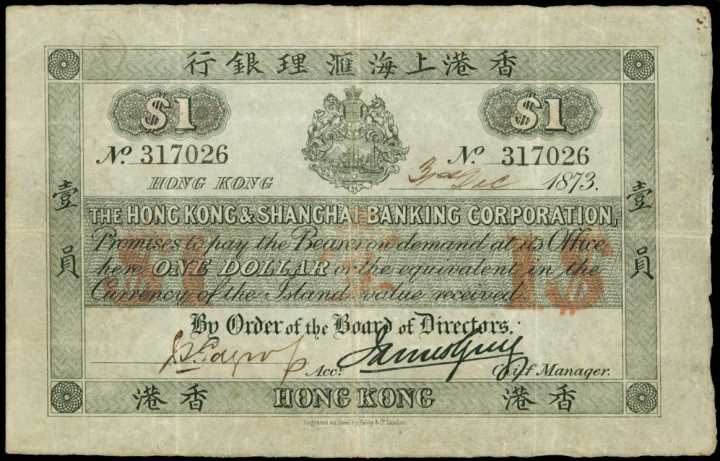 行銀理滙海上港香
$1 $1
No. 317026 No. 317026
HONG KONG 3rd Dec 1873.
壹員
壹員
THE HONG KONG & SHANGHAI BANKING CORPORATION,
Promises to pay the Bearer on demand at its Office
here ONE DOLLAR or the equivalent in the
Currency of the Island value received.
$1 1$
By Order of the Board of Directors.
Acct. Chief Manager.
港香 HONG KONG 港香